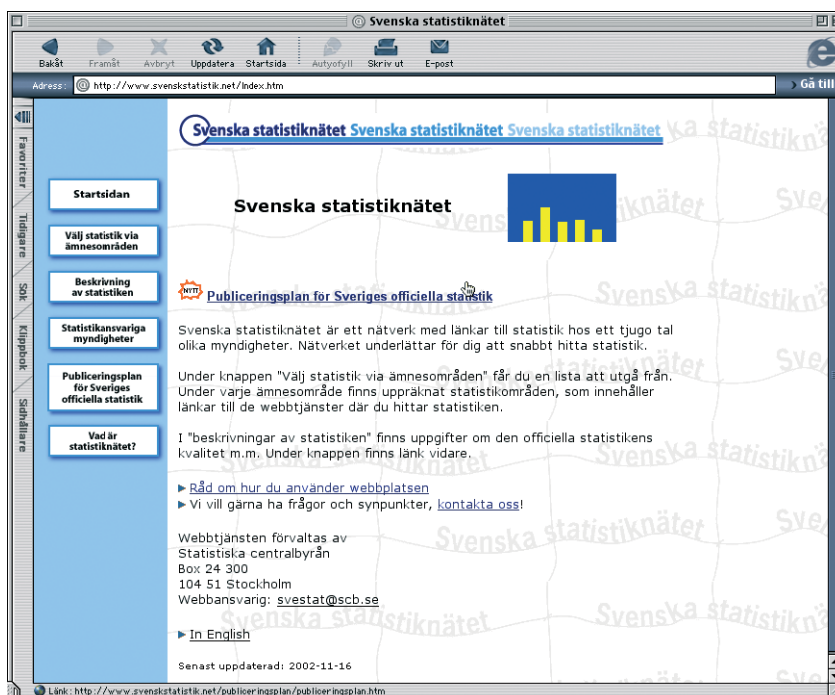 @ Svenska statistiknätet
Bakåt Framåt Avbryt Uppdatera Startsida Autyofyll Skriv ut E-post
Adress: @ http://www.svenskstatistik.net/Index.htm Gå till
Favoriter
Tidigare
Sök
Klippbok
Sidhållare
Svenska statistiknätet Svenska statistiknätet Svenska statistiknätet
Startsidan
Välj statistik via
ämnesområden
Beskrivning
av statistiken
Statistikansvariga
myndigheter
Publiceringsplan
för Sveriges
officiella statistik
Vad är
statistiknätet?
Svenska statistiknätet
NYTT Publiceringsplan för Sveriges officiella statistik
Svenska statistiknätet är ett nätverk med länkar till statistik hos ett tjugo tal
olika myndigheter. Nätverket underlättar för dig att snabbt hitta statistik.
Under knappen "Välj statistik via ämnesområden" får du en lista att utgå från.
Under varje ämnesområde finns uppräknat statistikområden, som innehåller
länkar till de webbtjänster där du hittar statistiken.
I "beskrivningar av statistiken" finns uppgifter om den officiella statistikens
kvalitet m.m. Under knappen finns länk vidare.
Råd om hur du använder webbplatsen
Vi vill gärna ha frågor och synpunkter, kontakta oss!
Webbtjänsten förvaltas av
Statistiska centralbyrån
Box 24 300
104 51 Stockholm
Webbansvarig: svestat@scb.se
In English
Senast uppdaterad: 2002-11-16
Länk: http://www.svenskstatistik.net/publiceringsplan/publiceringsplan.htm